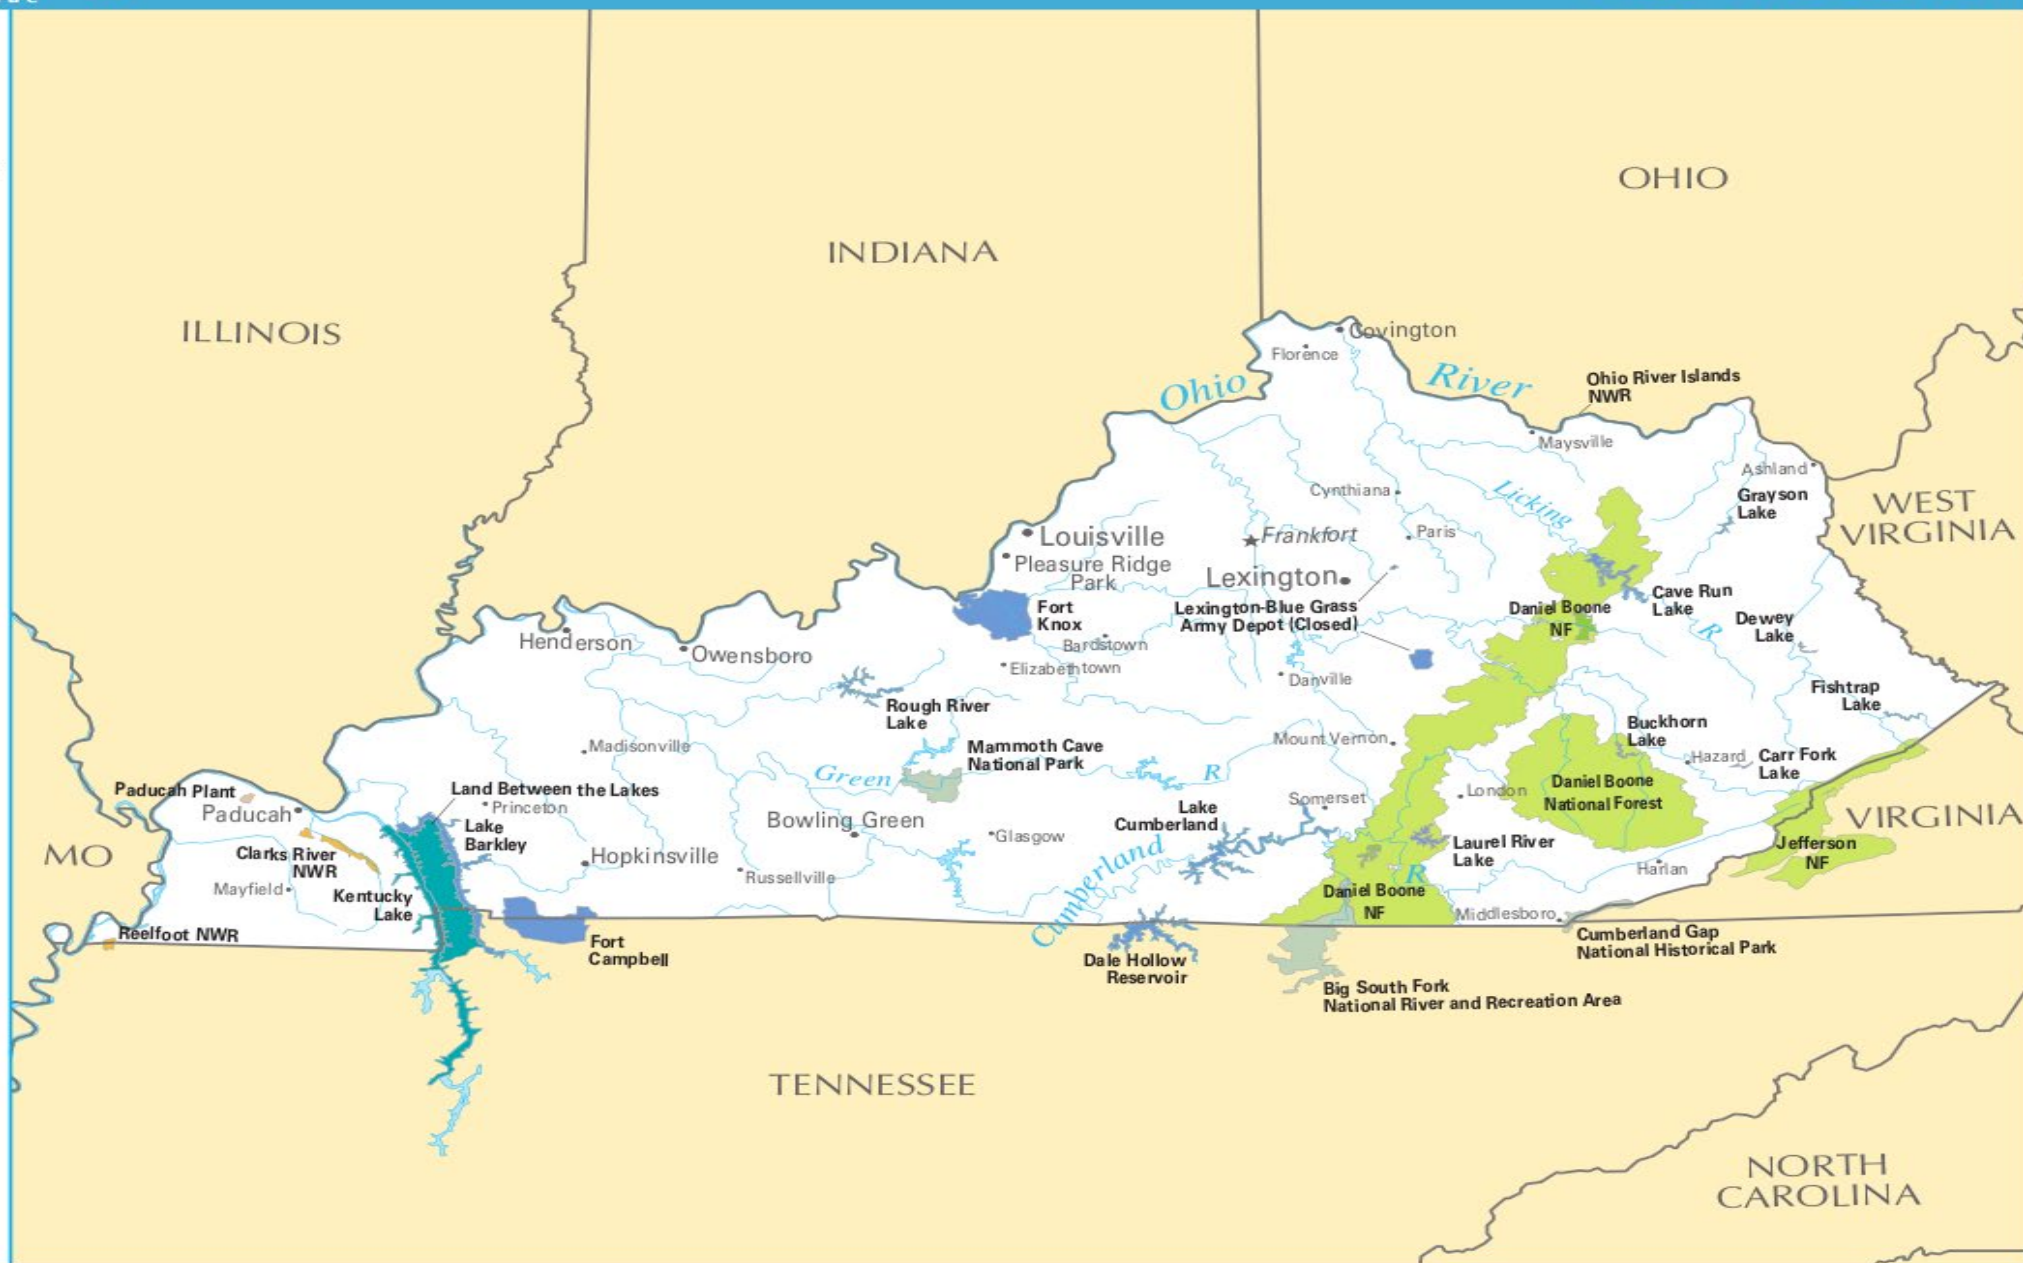 OHIO
INDIANA
ILLINOIS
Covington
Florence
Ohio
River
Ohio River Islands
NWR
Maysville
Ashland
Cynthiana
Licking
Grayson
Lake
WEST
VIRGINIA
Louisville
Frankfort
Paris
Pleasure Ridge
Park
Lexington
Cave Run
Lake
Fort
Knox
Lexington-Blue Grass
Army Depot (Closed)
Daniel Boone
NF
R
Dewey
Lake
Henderson
Owensboro
Bardstown
Elizabethtown
Danville
Fishtrap
Lake
Rough River
Lake
Buckhorn
Lake
Madisonville
Mammoth Cave
National Park
Mount Vernon
Hazard
Carr Fork
Lake
Green
R
Paducah Plant
Paducah
Land Between the Lakes
Princeton
Daniel Boone
National Forest
London
Somerset
Lake
Cumberland
Bowling Green
Glasgow
VIRGINIA
Lake
Barkley
Clarks River
NWR
MO
Hopkinsville
Laurel River
Lake
Jefferson
NF
Harlan
Russellville
Cumberland
R
Mayfield
Kentucky
Lake
Daniel Boone
NF
Middlesboro
Reelfoot NWR
Fort
Campbell
Cumberland Gap
National Historical Park
Dale Hollow
Reservoir
Big South Fork
National River and Recreation Area
TENNESSEE
NORTH
CAROLINA